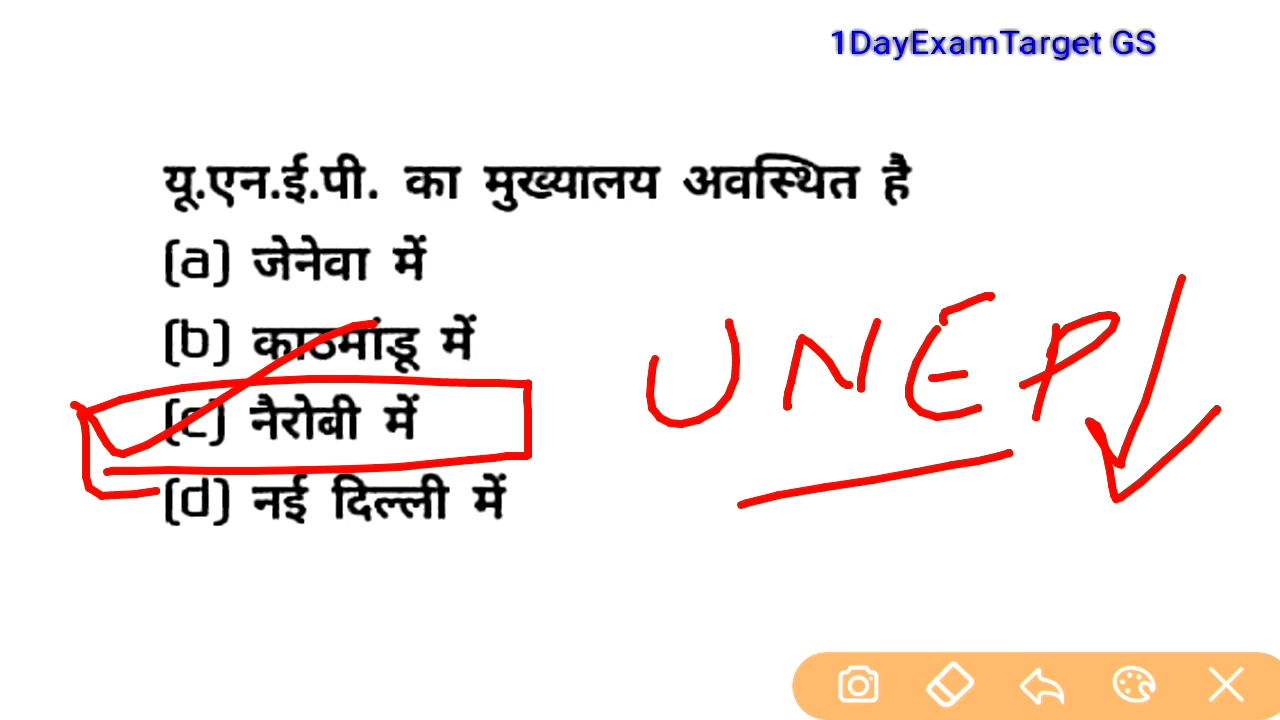 1DayExamTarget GS
यू.एन.ई.पी. का मुख्यालय अवस्थित है
(a) जेनेवा में
(b) काठमांडू में
(c) नैरोबी में
(d) नई दिल्ली में
UNEP